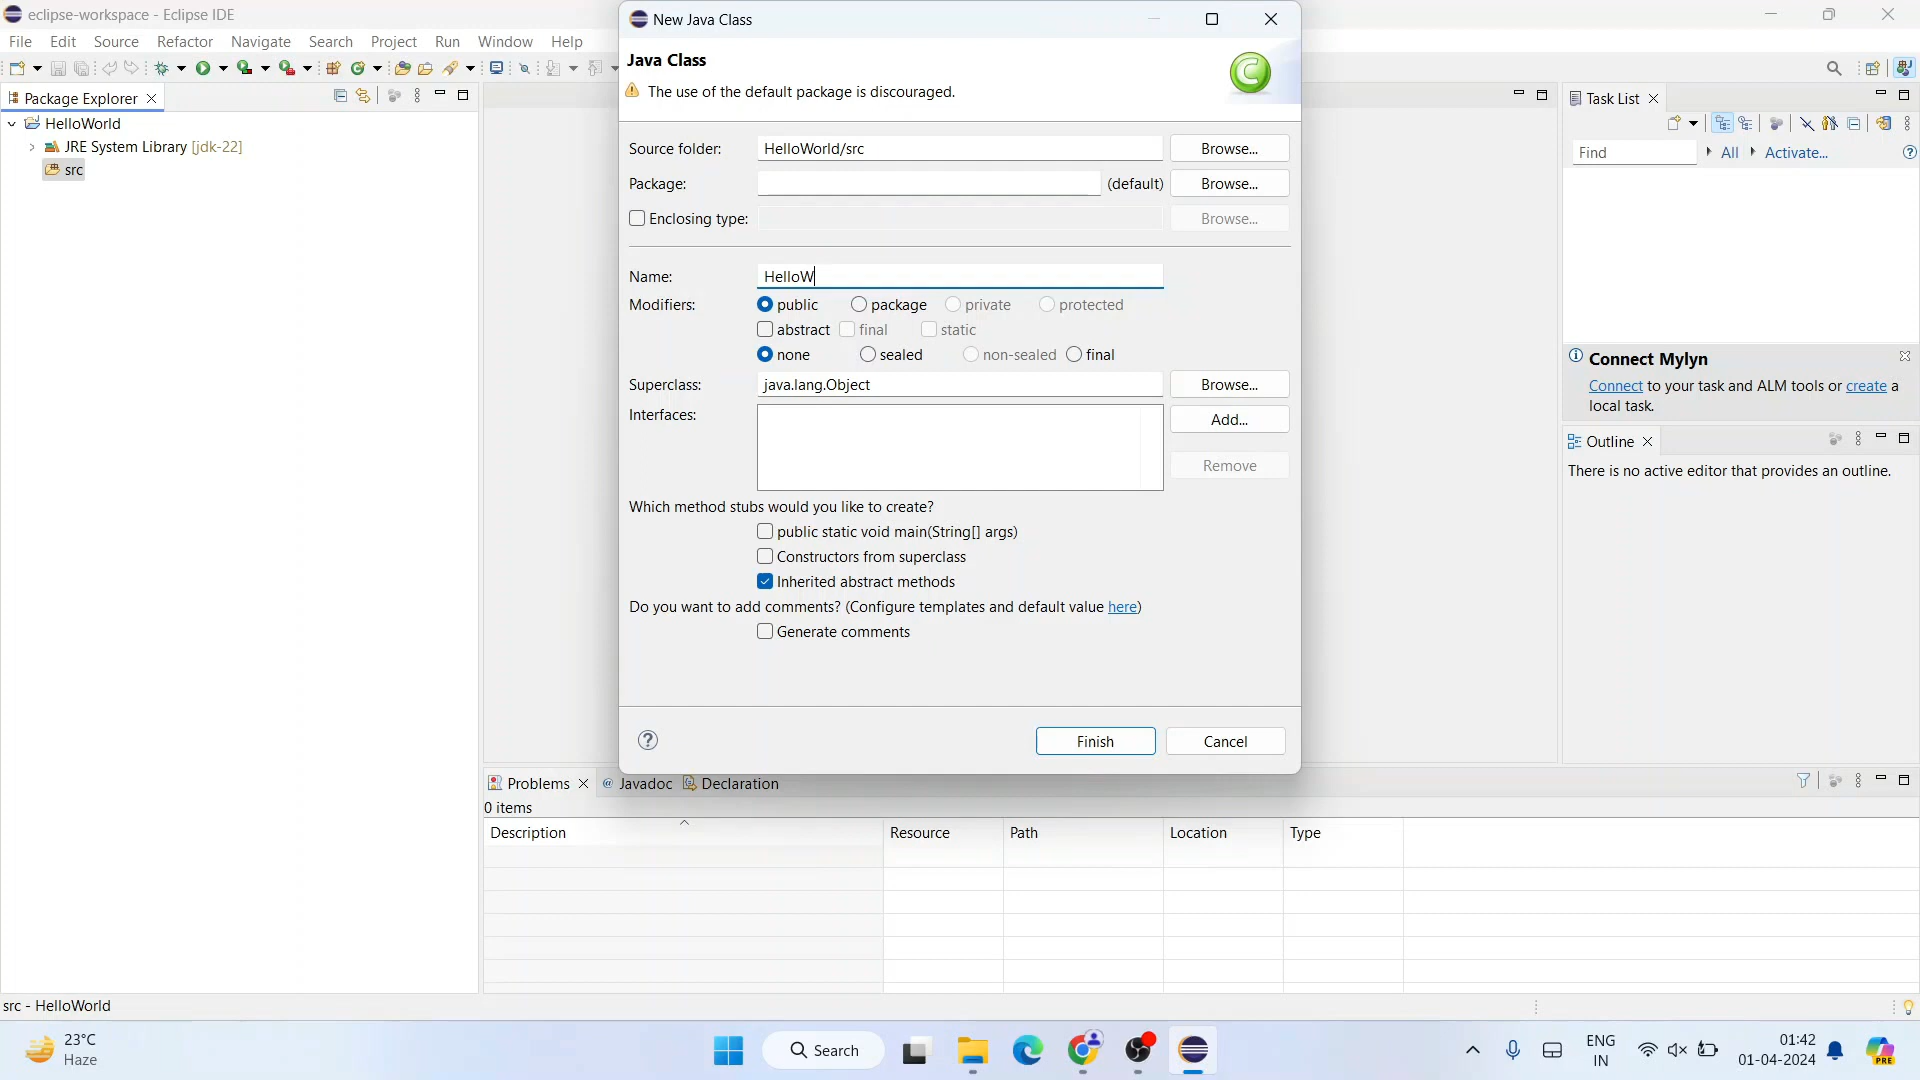 eclipse-workspace - Eclipse IDE
File Edit Source Refactor Navigate Search Project Run Window Help
Package Explorer
HelloWorld
JRE System Library [jdk-22]
src
New Java Class
Java Class
The use of the default package is discouraged.
Source folder: HelloWorld/src Browse...
Package: (default) Browse...
Enclosing type: Browse...
Name: HelloW
Modifiers: public package private protected
abstract final static
none sealed non-sealed final
Superclass: java.lang.Object Browse...
Interfaces: Add...
Remove
Which method stubs would you like to create?
public static void main(String[] args)
Constructors from superclass
Inherited abstract methods
Do you want to add comments? (Configure templates and default value here)
Generate comments
Finish Cancel
Task List
Find All Activate...
Connect Mylyn
Connect to your task and ALM tools or create a
local task.
Outline
There is no active editor that provides an outline.
Problems @ Javadoc Declaration
0 items
Description Resource Path Location Type
src - HelloWorld
23°C
Haze
Search
ENG
IN
01:42
01-04-2024
PRE